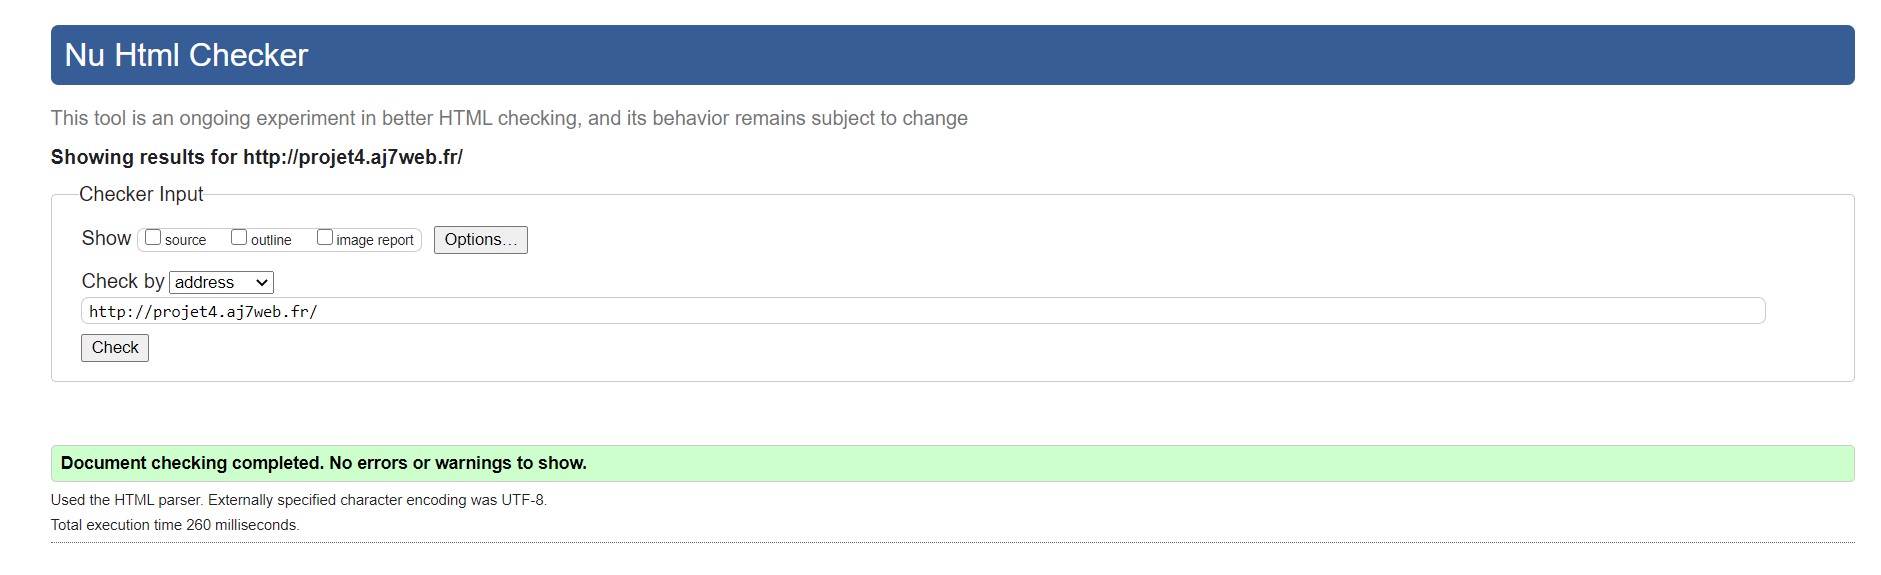 Nu Html Checker
This tool is an ongoing experiment in better HTML checking, and its behavior remains subject to change
Showing results for http://projet4.aj7web.fr/
Checker Input
Show source outline image report Options...
Check by address
http://projet4.aj7web.fr/
Check
Document checking completed. No errors or warnings to show.
Used the HTML parser. Externally specified character encoding was UTF-8.
Total execution time 260 milliseconds.